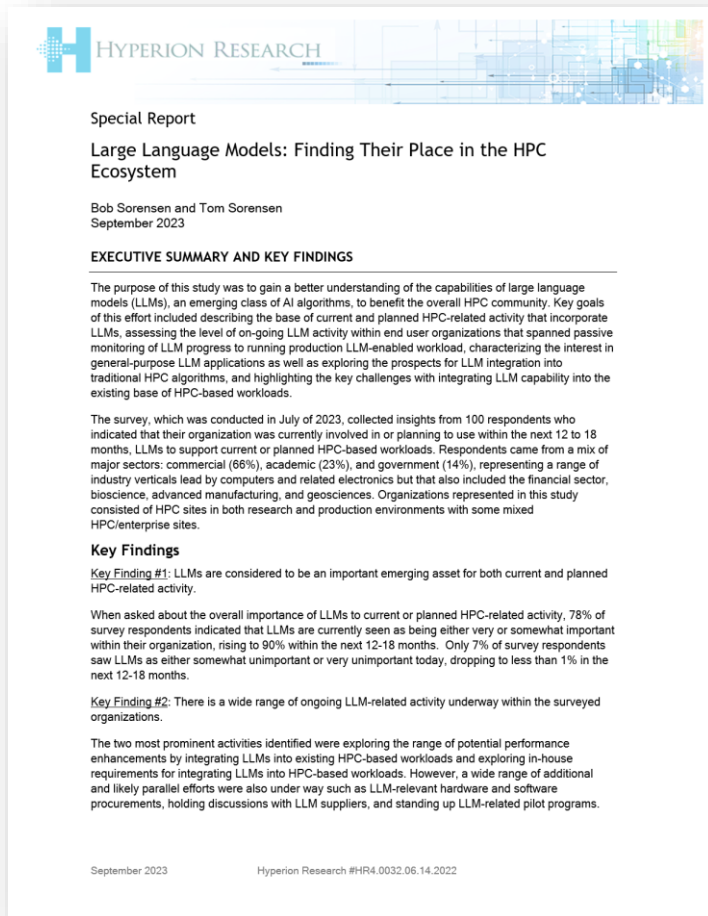 HYPERION RESEARCH
Special Report
Large Language Models: Finding Their Place in the HPC
Ecosystem
Bob Sorensen and Tom Sorensen
September 2023
EXECUTIVE SUMMARY AND KEY FINDINGS
The purpose of this study was to gain a better understanding of the capabilities of large language
models (LLMs), an emerging class of AI algorithms, to benefit the overall HPC community. Key goals
of this effort included describing the base of current and planned HPC-related activity that incorporate
LLMs, assessing the level of on-going LLM activity within end user organizations that spanned passive
monitoring of LLM progress to running production LLM-enabled workload, characterizing the interest in
general-purpose LLM applications as well as exploring the prospects for LLM integration into
traditional HPC algorithms, and highlighting the key challenges with integrating LLM capability into the
existing base of HPC-based workloads.
The survey, which was conducted in July of 2023, collected insights from 100 respondents who
indicated that their organization was currently involved in or planning to use within the next 12 to 18
months, LLMs to support current or planned HPC-based workloads. Respondents came from a mix of
major sectors: commercial (66%), academic (23%), and government (14%), representing a range of
industry verticals lead by computers and related electronics but that also included the financial sector,
bioscience, advanced manufacturing, and geosciences. Organizations represented in this study
consisted of HPC sites in both research and production environments with some mixed
HPC/enterprise sites.
Key Findings
Key Finding #1: LLMs are considered to be an important emerging asset for both current and planned
HPC-related activity.
When asked about the overall importance of LLMs to current or planned HPC-related activity, 78% of
survey respondents indicated that LLMs are currently seen as being either very or somewhat important
within their organization, rising to 90% within the next 12-18 months. Only 7% of survey respondents
saw LLMs as either somewhat unimportant or very unimportant today, dropping to less than 1% in the
next 12-18 months.
Key Finding #2: There is a wide range of ongoing LLM-related activity underway within the surveyed
organizations.
The two most prominent activities identified were exploring the range of potential performance
enhancements by integrating LLMs into existing HPC-based workloads and exploring in-house
requirements for integrating LLMs into HPC-based workloads. However, a wide range of additional
and likely parallel efforts were also under way such as LLM-relevant hardware and software
procurements, holding discussions with LLM suppliers, and standing up LLM-related pilot programs.
September 2023 Hyperion Research #HR4.0032.06.14.2022